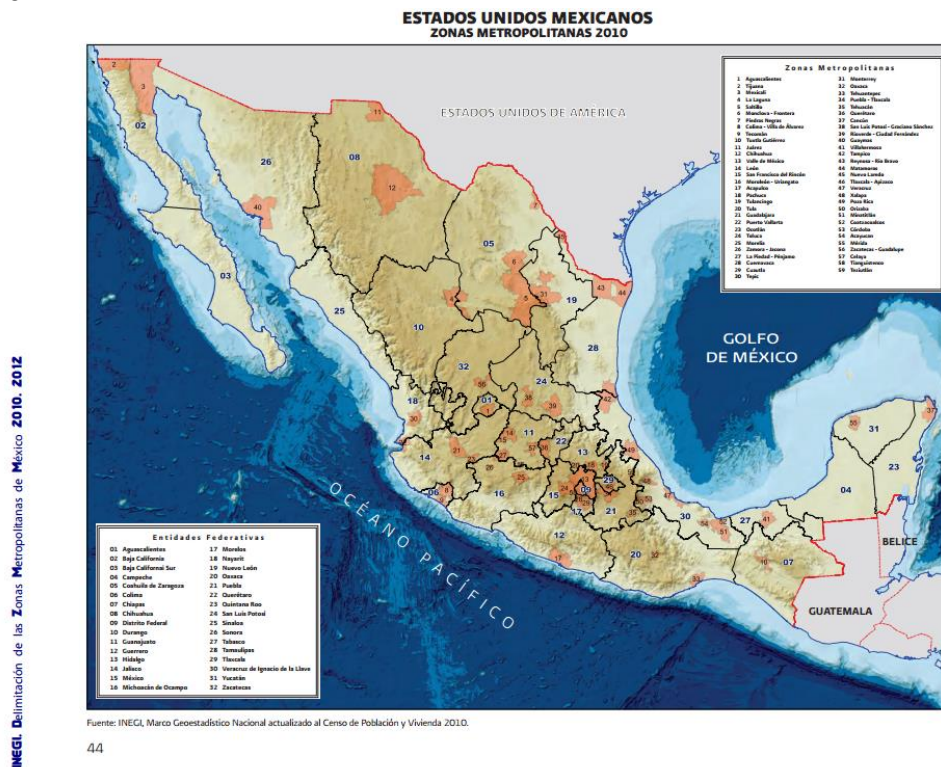 ESTADOS UNIDOS MEXICANOS
ZONAS METROPOLITANAS 2010
Zonas Metropolitanas
1 Aguascalientes
2 Tijuana
3 Mexicali
4 La Laguna
5 Saltillo
6 Monclova - Frontera
7 Piedras Negras
8 Colima - Villa de Álvarez
9 Tecomán
10 Tuxtla Gutiérrez
11 Juárez
12 Chihuahua
13 Valle de México
14 León
15 San Francisco del Rincón
16 Moroleón - Uriangato
17 Acapulco
18 Pachuca
19 Tulancingo
20 Tula
21 Guadalajara
22 Puerto Vallarta
23 Ocotlán
24 Toluca
25 Morelia
26 Zamora - Jacona
27 La Piedad - Pénjamo
28 Cuernavaca
29 Cuautla
30 Tepic
31 Monterrey
32 Oaxaca
33 Tehuantepec
34 Puebla - Tlaxcala
35 Tehuacán
36 Querétaro
37 Cancún
38 San Luis Potosí - Graciano Sánchez
39 Rioverde - Ciudad Fernández
40 Guaymas
41 Villahermosa
42 Tampico
43 Reynosa - Río Bravo
44 Matamoros
45 Nuevo Laredo
46 Tlaxcala - Apizaco
47 Veracruz
48 Xalapa
49 Poza Rica
50 Orizaba
51 Minatitlán
52 Coatzacoalcos
53 Córdoba
54 Acayucan
55 Mérida
56 Zacatecas - Guadalupe
57 Celaya
58 Tianguistenco
59 Teziutlán
ESTADOS UNIDOS DE AMÉRICA
GOLFO
DE MÉXICO
OCÉANO PACÍFICO
BELICE
GUATEMALA
Entidades Federativas
01 Aguascalientes
02 Baja California
03 Baja Californai Sur
04 Campeche
05 Coahuila de Zaragoza
06 Colima
07 Chiapas
08 Chihuahua
09 Distrito Federal
10 Durango
11 Guanajuato
12 Guerrero
13 Hidalgo
14 Jalisco
15 México
16 Michoacán de Ocampo
17 Morelos
18 Nayarit
19 Nuevo León
20 Oaxaca
21 Puebla
22 Querétaro
23 Quintana Roo
24 San Luis Potosí
25 Sinaloa
26 Sonora
27 Tabasco
28 Tamaulipas
29 Tlaxcala
30 Veracruz de Ignacio de la Llave
31 Yucatán
32 Zacatecas
Fuente: INEGI, Marco Geoestadístico Nacional actualizado al Censo de Población y Vivienda 2010.
44
INEGI. Delimitación de las Zonas Metropolitanas de México 2010. 2012